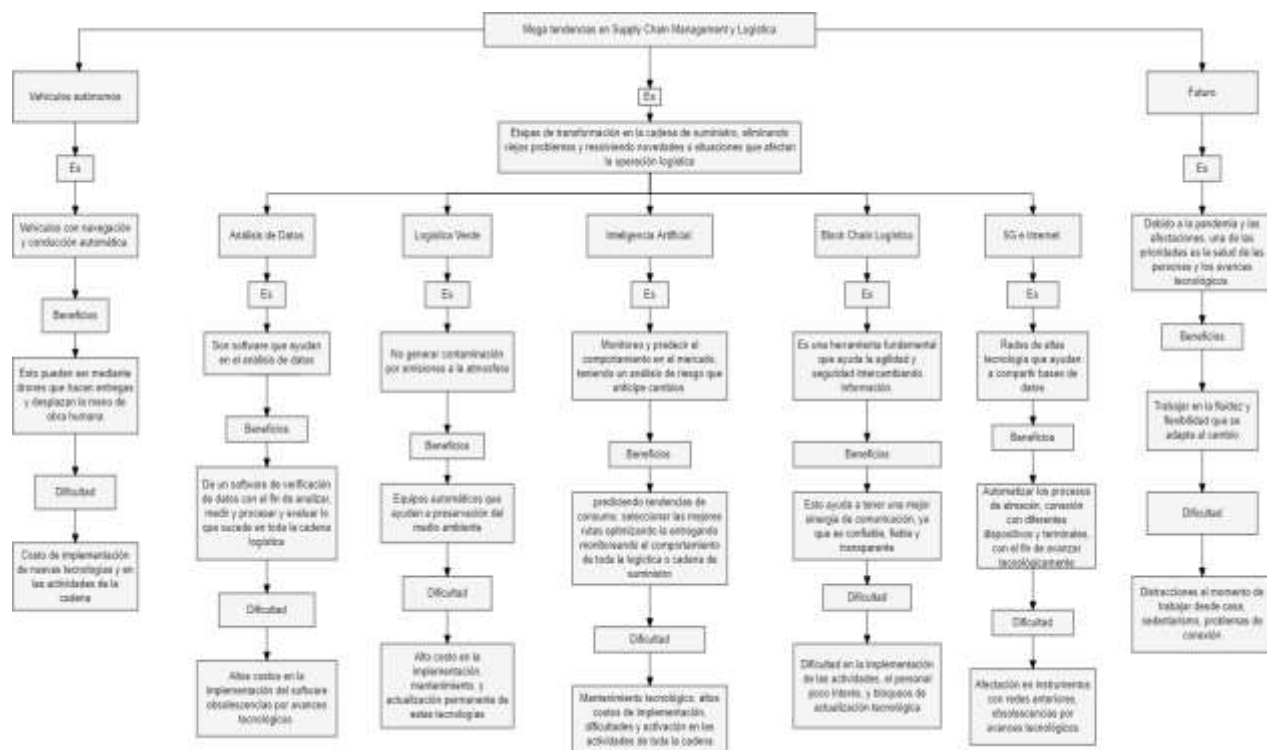 Mega tendencias en Supply Chain Management y Logística
Vehículos autónomos
Es
Vehículos con navegación
y conducción automática
Beneficios
Esto pueden ser mediante
drones que hacen entregas
y desplazan la mano de
obra humana
Dificultad
Costo de implementación
de nuevas tecnologías y en
las actividades de la
cadena
Es
Etapas de transformación en la cadena de suministro, eliminando
viejos problemas y resolviendo novedades o situaciones que afectan
la operación logística
Análisis de Datos
Es
Son software que ayudan
en el análisis de datos
Beneficios
De un software de verificación
de datos con el fin de analizar,
medir y procesar y evaluar lo
que sucede en toda la cadena
logística
Dificultad
Altos costos en la
implementación del software
obsolescencias por avances
tecnológicos
Logística Verde
Es
No generar contaminación
por emisiones a la atmosfera
Beneficios
Equipos automáticos que
ayudan a preservación del
medio ambiente
Dificultad
Alto costo en la
implementación,
mantenimiento, y
actualización permanente de
estas tecnologías
Inteligencia Artificial
Es
Monitoreo y predecir el
comportamiento en el mercado,
teniendo un análisis de riesgo que
anticipe cambios
Beneficios
prediciendo tendencias de
consumo, seleccionar las mejores
rutas optimizando la entregando
monitoreando el comportamiento
de toda la logíctica o cadena de
suministro
Dificultad
Mantenimiento tecnológico, altos
costos de implementación,
dificultades y activación en las
actividades de toda la cadena
Block Chain Logístico
Es
Es una herramienta fundamental
que ayuda la agilidad y
seguridad intercambiando
información
Beneficios
Esto ayuda a tener una mejor
sinergia de comunicación, ya
que es confiable, fiable y
transparente
Dificultad
Dificultad en la implementación
de las actividades, el personal
poco interés, y bloqueos de
actualización tecnológica
5G e Internet
Es
Redes de altas
tecnología que ayudan
a compartir bases de
datos
Beneficios
Automatizar los procesos
de almacén, conexión
con diferentes
dispositivos y terminales,
con el fin de avanzar
tecnológicamente
Dificultad
Afectación en instrumentos
con redes anteriores,
obsolescencias por
avances tecnológicos
Futuro
Es
Debido a la pandemia y las
afectaciones, una de las
prioridades es la salud de las
personas y los avances
tecnológicos
Beneficios
Trabajar en la fluidez y
flexibilidad que se
adapta al cambio
Dificultad
Distracciones al momento de
trabajar desde casa,
sedentarismo, problemas de
conexión